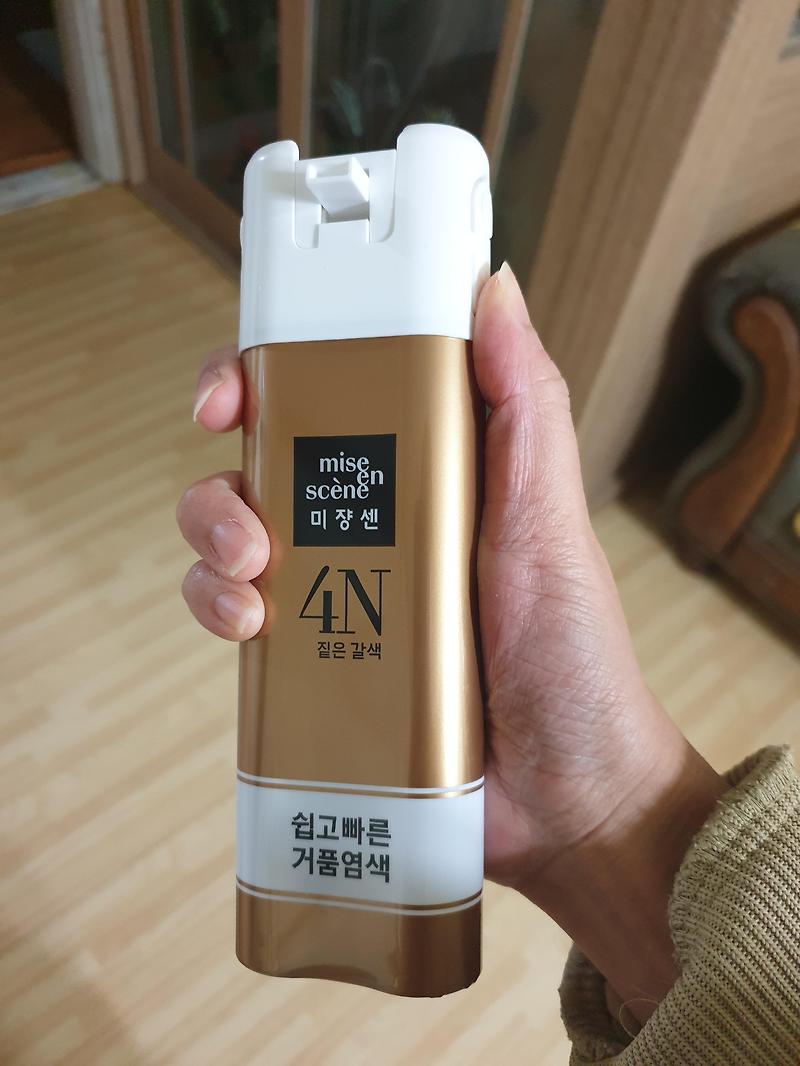 mise
en
scène
미쟝센
4N
짙은 갈색
쉽고빠른
거품염색